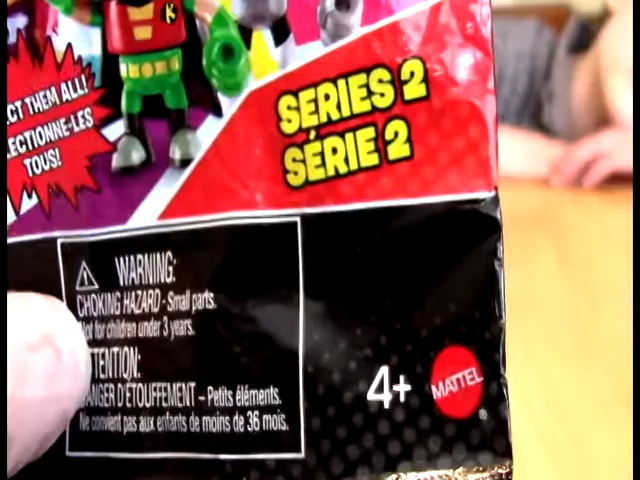 R
CT THEM ALL!
LECTIONNE-LES
TOUS!
SERIES 2
SÉRIE 2
WARNING:
CHOKING HAZARD - Small parts.
Not for children under 3 years.
TTENTION:
ANGER D'ÉTOUFFEMENT – Petits éléments.
Ne convient pas aux enfants de moins de 36 mois.
4+
MATTEL